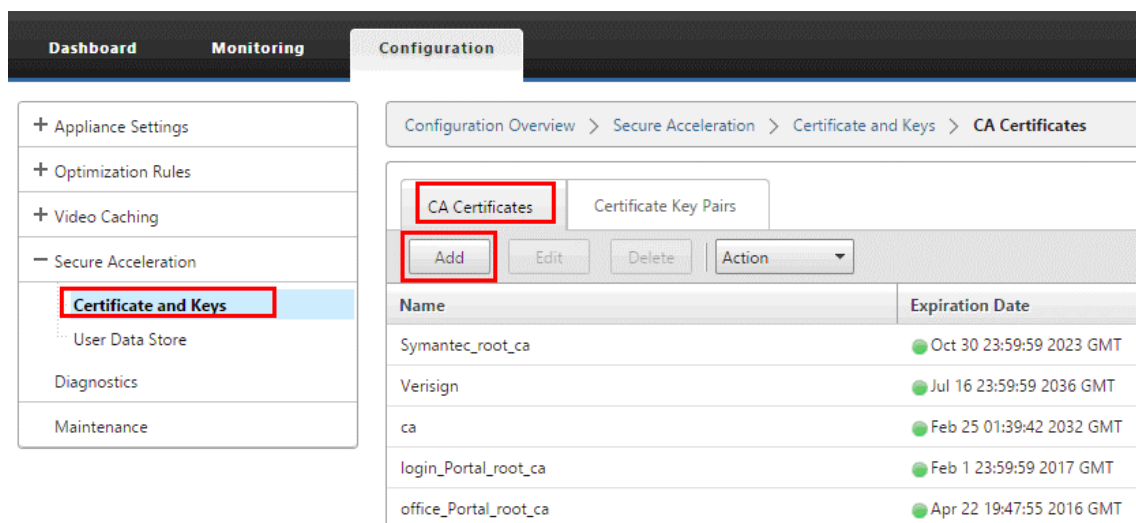 Dashboard Monitoring Configuration
+ Appliance Settings
+ Optimization Rules
+ Video Caching
− Secure Acceleration
Certificate and Keys
User Data Store
Diagnostics
Maintenance
Configuration Overview > Secure Acceleration > Certificate and Keys > CA Certificates
CA Certificates Certificate Key Pairs
Add Edit Delete Action
Name Expiration Date
Symantec_root_ca Oct 30 23:59:59 2023 GMT
Verisign Jul 16 23:59:59 2036 GMT
ca Feb 25 01:39:42 2032 GMT
login_Portal_root_ca Feb 1 23:59:59 2017 GMT
office_Portal_root_ca Apr 22 19:47:55 2016 GMT